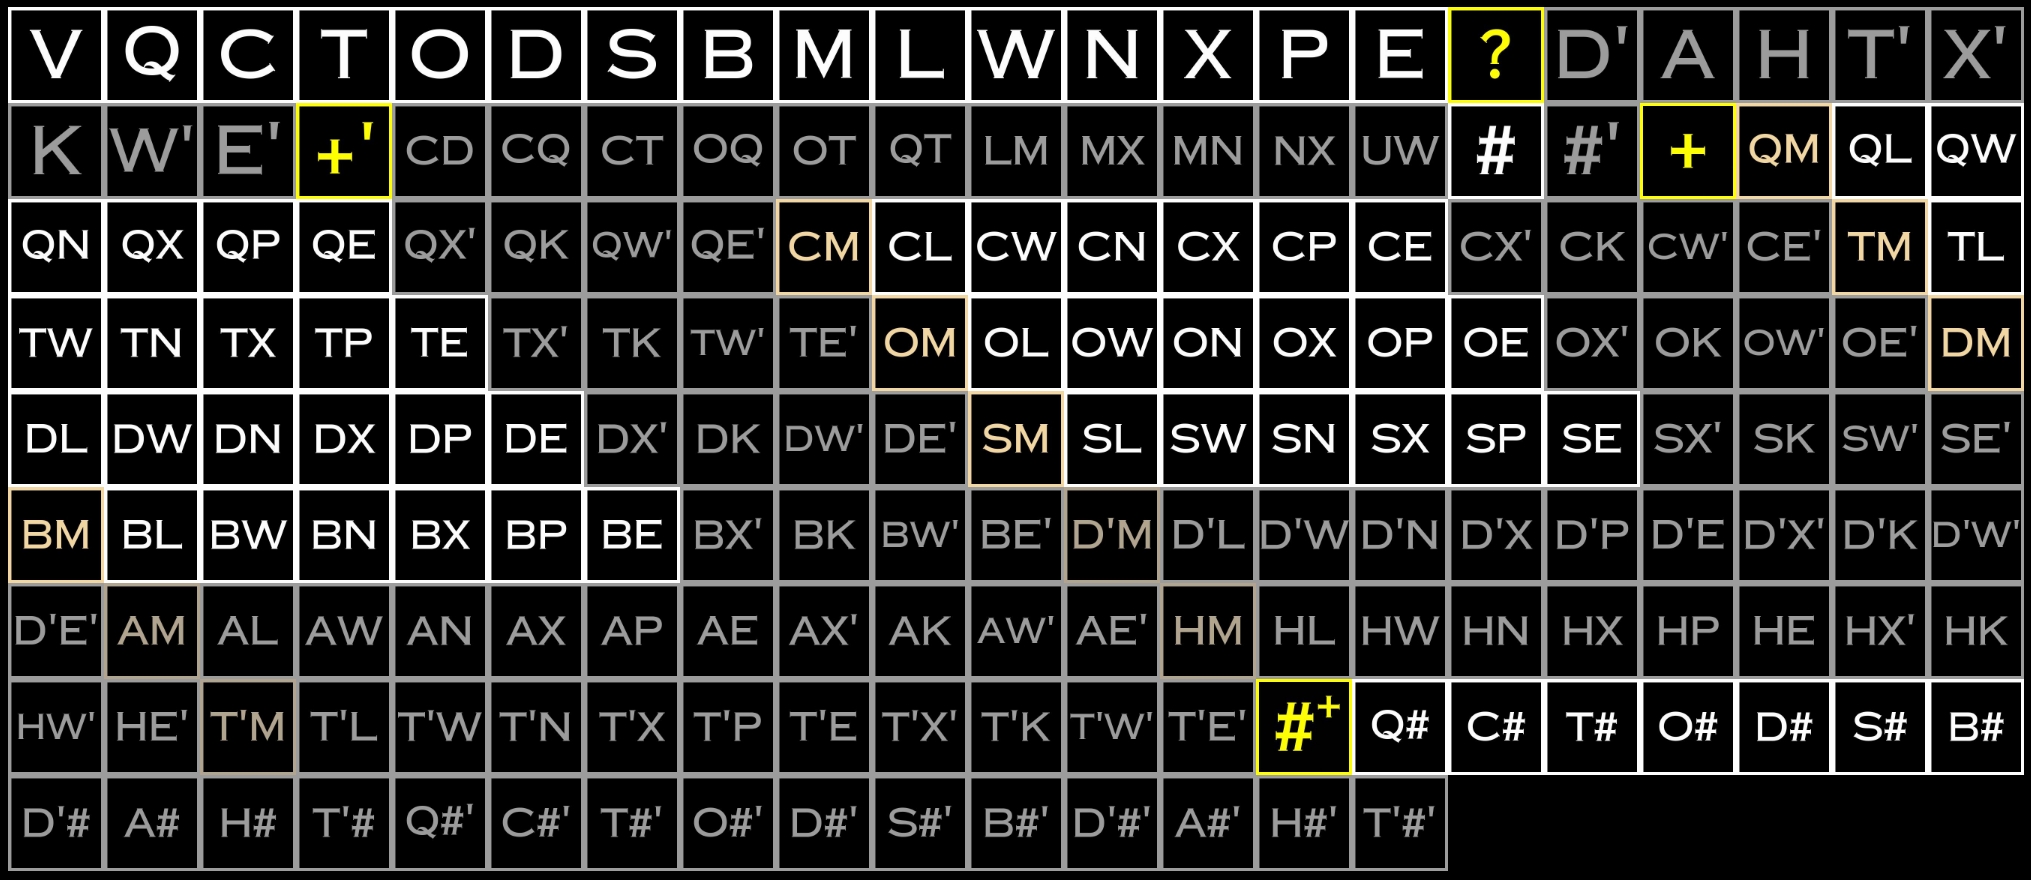 V Q C T O D S B M L W N X P E ? D' A H T' X'
K W' E' +' CD CQ CT OQ OT QT LM MX MN NX UW # #' + QM QL QW
QN QX QP QE QX' QK QW' QE' CM CL CW CN CX CP CE CX' CK CW' CE' TM TL
TW TN TX TP TE TX' TK TW' TE' OM OL OW ON OX OP OE OX' OK OW' OE' DM
DL DW DN DX DP DE DX' DK DW' DE' SM SL SW SN SX SP SE SX' SK SW' SE'
BM BL BW BN BX BP BE BX' BK BW' BE' D'M D'L D'W D'N D'X D'P D'E D'X' D'K D'W'
D'E' AM AL AW AN AX AP AE AX' AK AW' AE' HM HL HW HN HX HP HE HX' HK
HW' HE' T'M T'L T'W T'N T'X T'P T'E T'X' T'K T'W' T'E' #+ Q# C# T# O# D# S# B#
D'# A# H# T'# Q#' C#' T#' O#' D#' S#' B#' D'#' A#' H#' T'#'